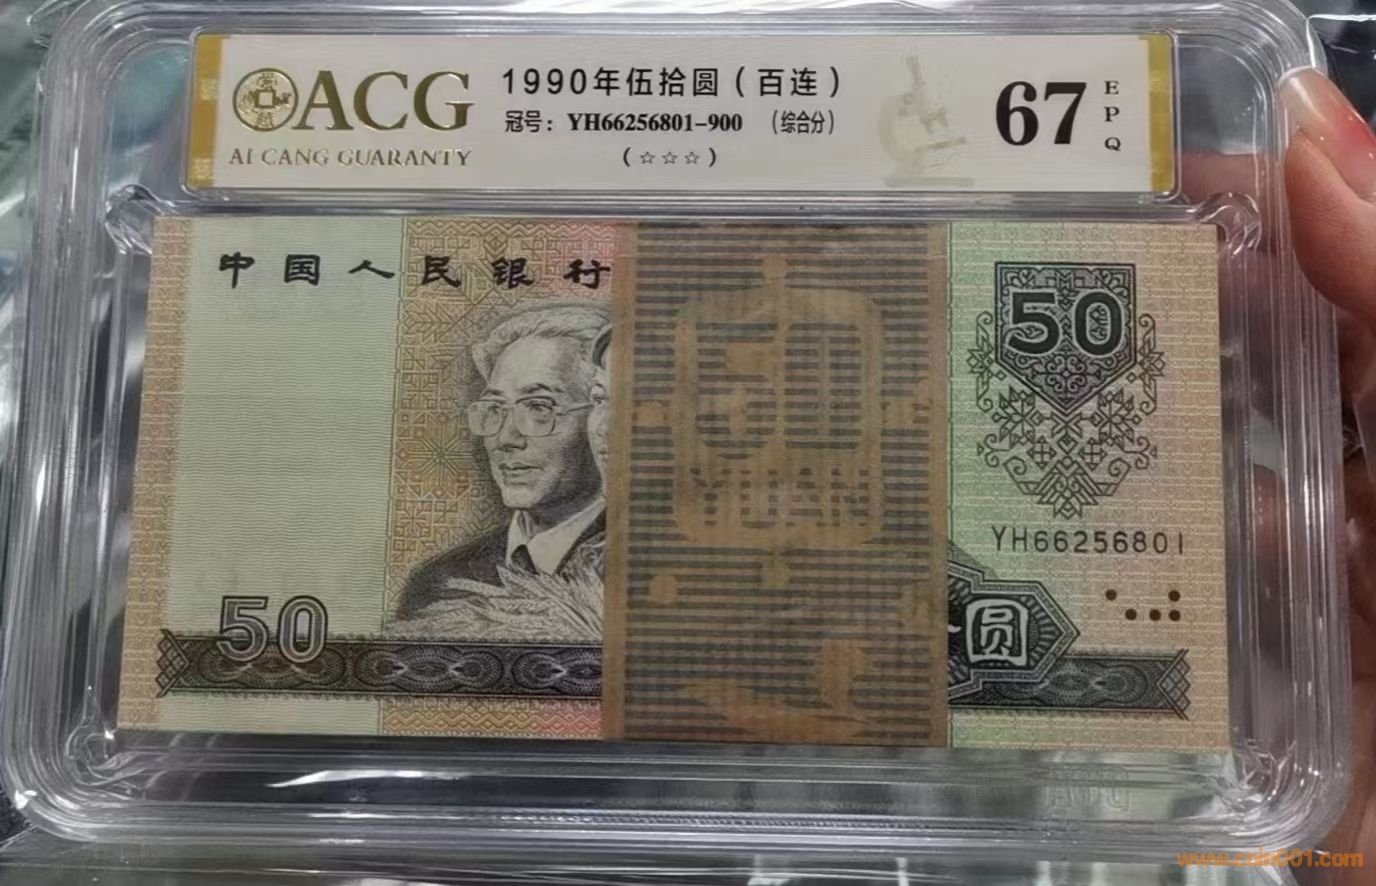 ACG
AI CANG GUARANTY
1990年伍拾圆（百连）
冠号：YH66256801-900 （综合分）
（☆☆☆）
67
EPQ
中国人民银行
50
YUAN
50
YH66256801
50
圆
www.coin001.com